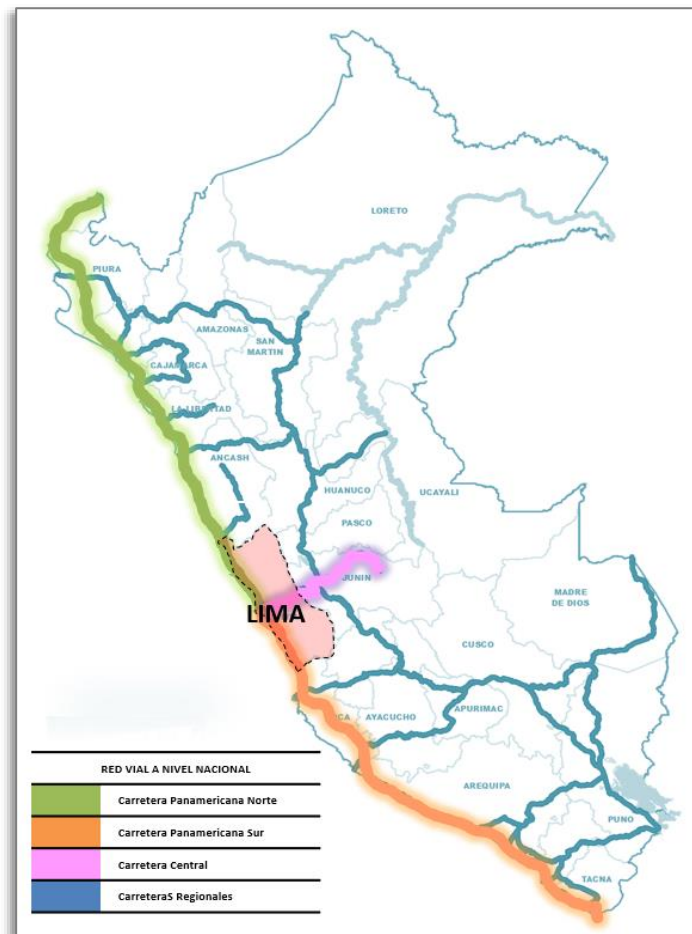 LORETO
PIURA
AMAZONAS
SAN
MARTIN
CAJAMARCA
LA LIBERTAD
ANCASH
HUANUCO
UCAYALI
PASCO
JUNIN
MADRE
DE DIOS
LIMA
CUSCO
CA
AYACUCHO
APURIMAC
AREQUIPA
PUNO
TACNA
RED VIAL A NIVEL NACIONAL
Carretera Panamericana Norte
Carretera Panamericana Sur
Carretera Central
CarreteraS Regionales